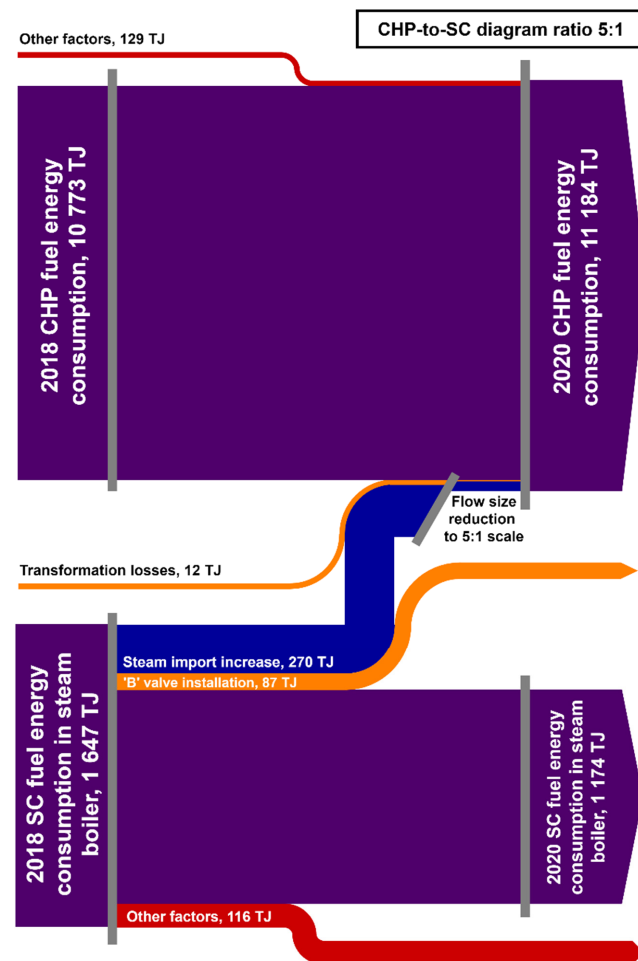 CHP-to-SC diagram ratio 5:1
Other factors, 129 TJ
2018 CHP fuel energy
consumption, 10 773 TJ
2020 CHP fuel energy
consumption, 11 184 TJ
Flow size
reduction
to 5:1 scale
Transformation losses, 12 TJ
2018 SC fuel energy
consumption in steam
boiler, 1 647 TJ
Steam import increase, 270 TJ
'B' valve installation, 87 TJ
2020 SC fuel energy
consumption in steam
boiler, 1 174 TJ
Other factors, 116 TJ